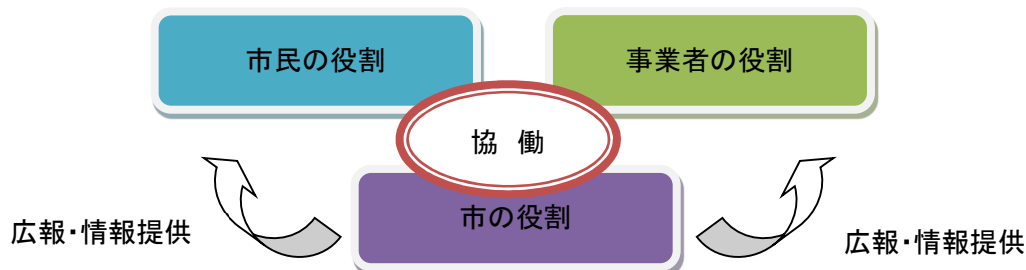 市民の役割
事業者の役割
協 働
市の役割
広報・情報提供
広報・情報提供